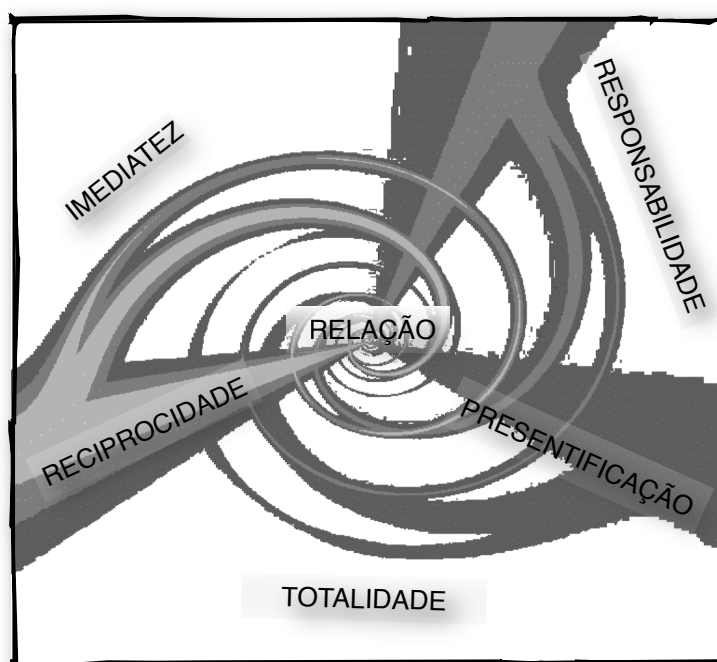 RESPONSABILIDADE
IMEDIATEZ
RELAÇÃO
RECIPROCIDADE
PRESENTIFICAÇÃO
TOTALIDADE